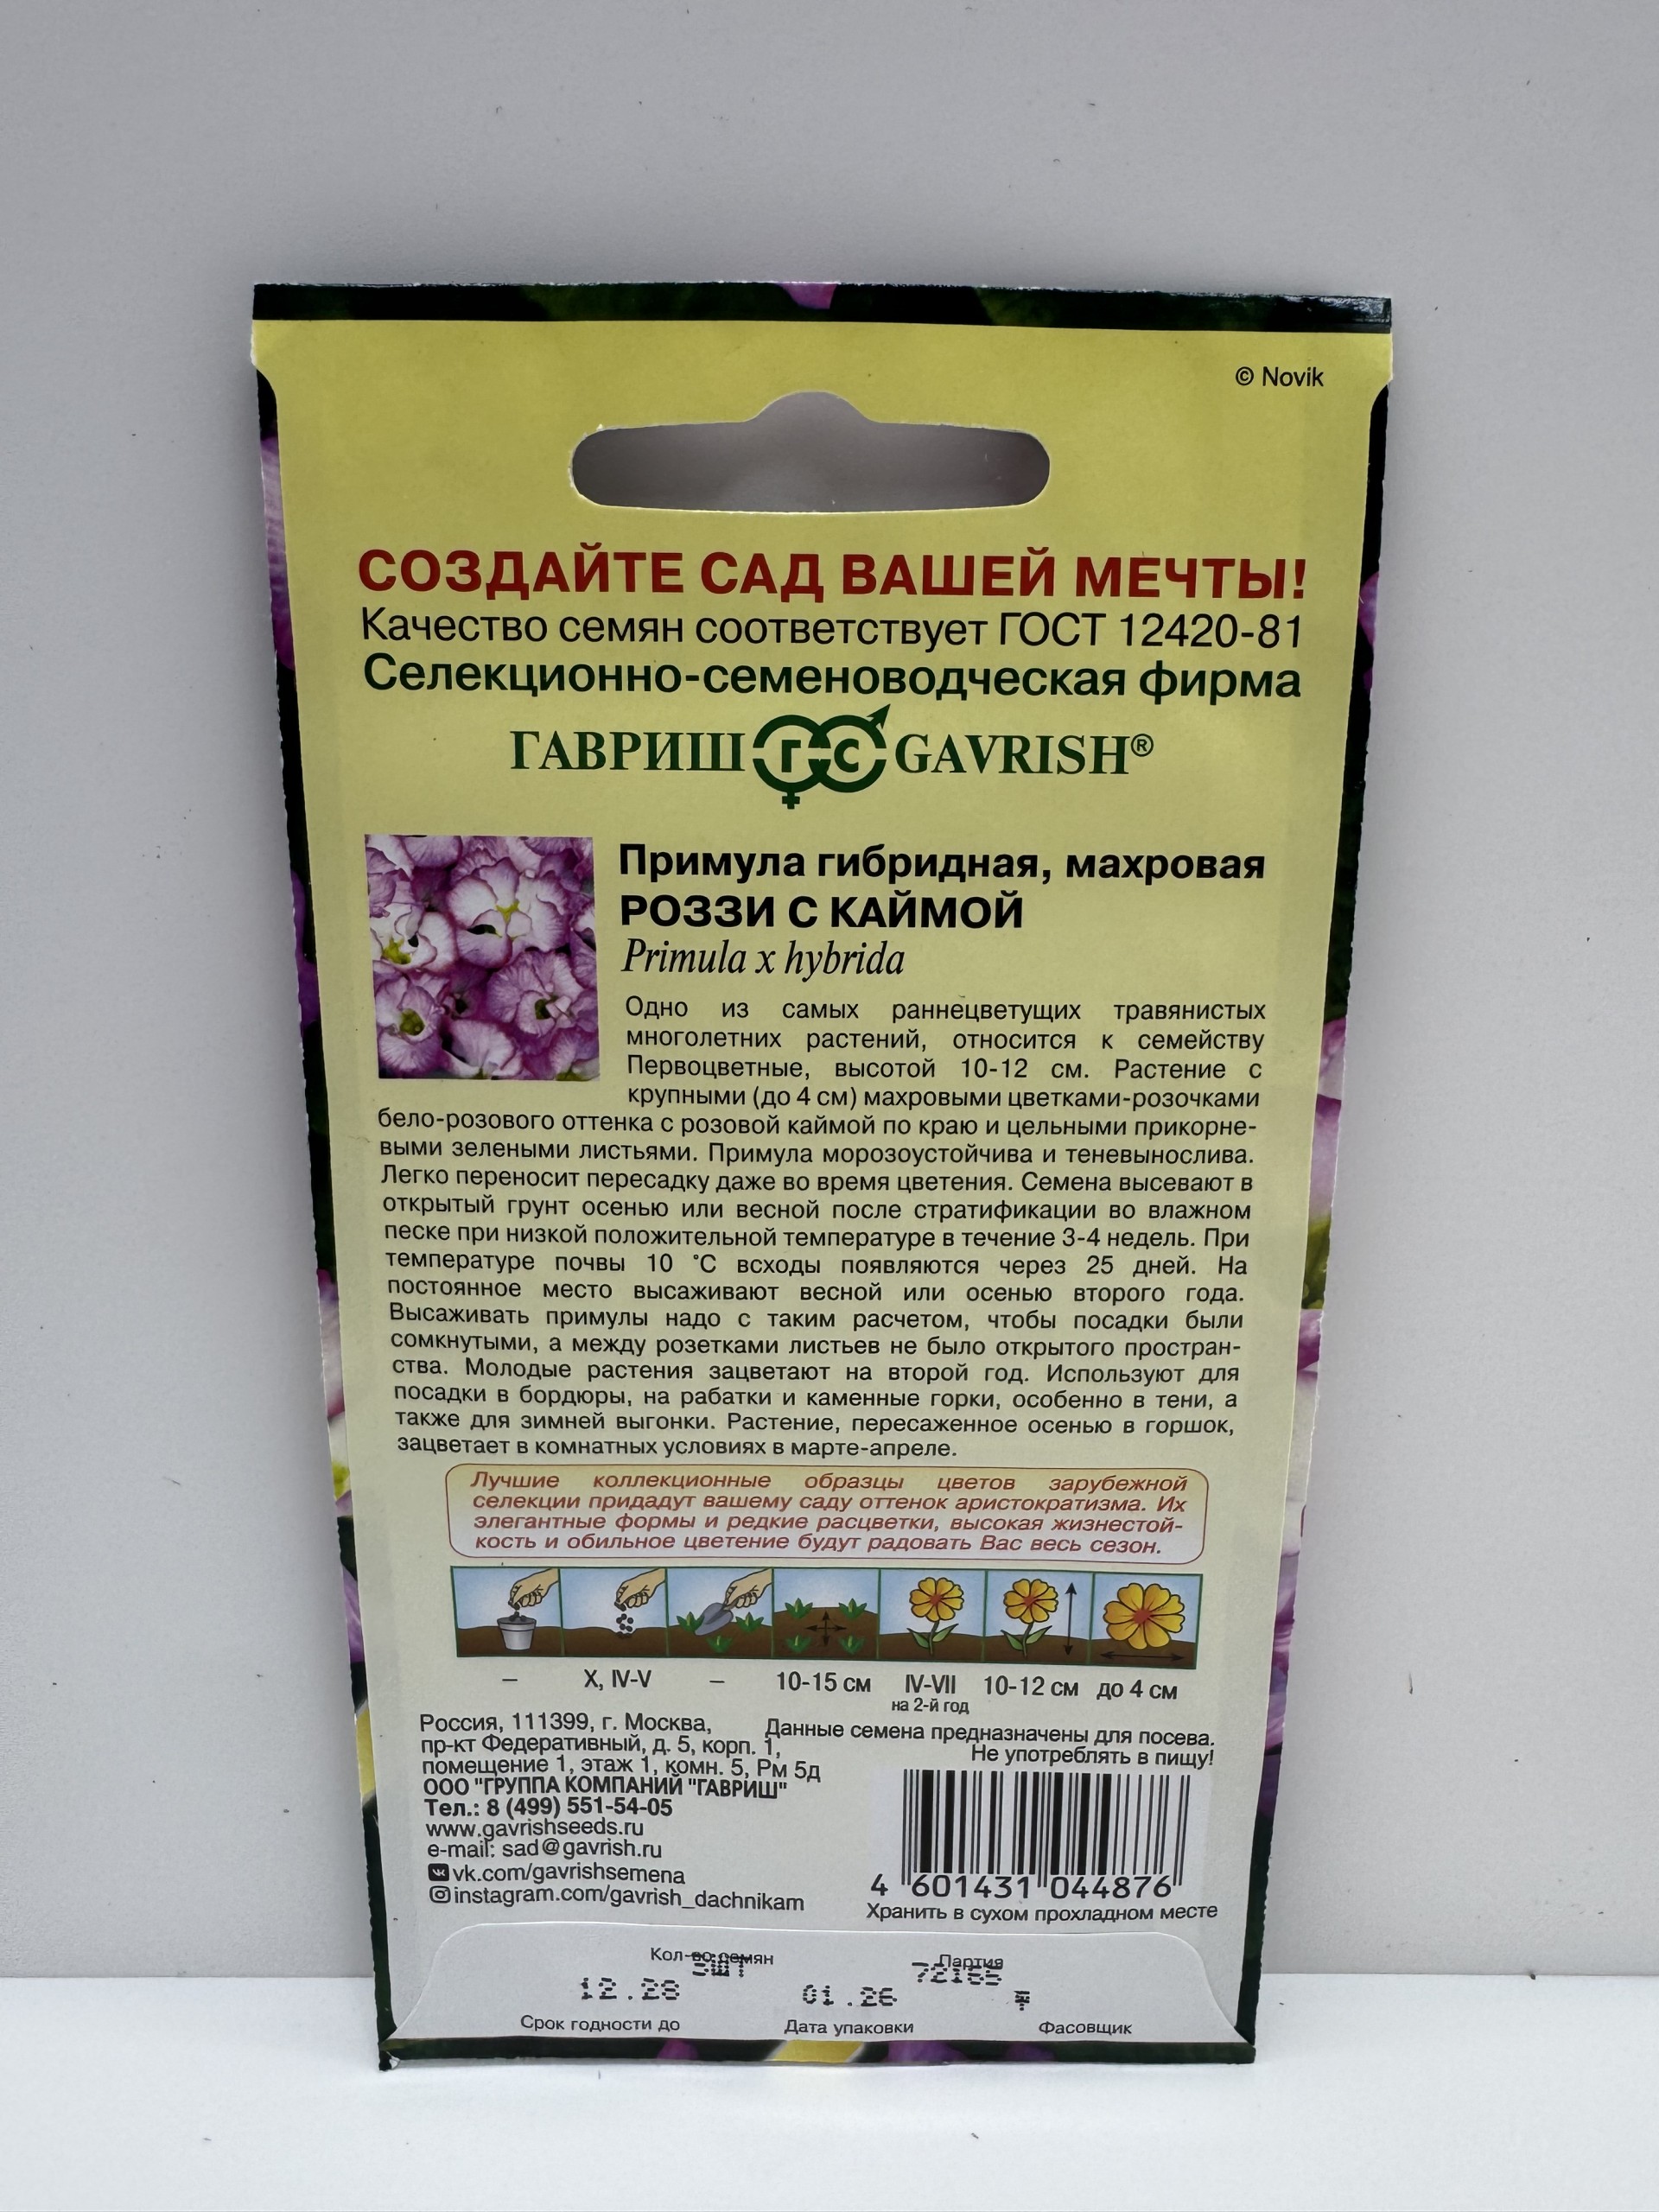 © Novik
СОЗДАЙТЕ САД ВАШЕЙ МЕЧТЫ!
Качество семян соответствует ГОСТ 12420-81
Селекционно-семеноводческая фирма
ГАВРИШ ГС GAVRISH®
Примула гибридная, махровая
РОЗЗИ С КАЙМОЙ
Primula x hybrida
Одно из самых раннецветущих травянистых
многолетних растений, относится к семейству
Первоцветные, высотой 10-12 см. Растение с
крупными (до 4 см) махровыми цветками-розочками
бело-розового оттенка с розовой каймой по краю и цельными прикорне-
выми зелеными листьями. Примула морозоустойчива и теневынослива.
Легко переносит пересадку даже во время цветения. Семена высевают в
открытый грунт осенью или весной после стратификации во влажном
песке при низкой положительной температуре в течение 3-4 недель. При
температуре почвы 10 °С всходы появляются через 25 дней. На
постоянное место высаживают весной или осенью второго года.
Высаживать примулы надо с таким расчетом, чтобы посадки были
сомкнутыми, а между розетками листьев не было открытого простран-
ства. Молодые растения зацветают на второй год. Используют для
посадки в бордюры, на рабатки и каменные горки, особенно в тени, а
также для зимней выгонки. Растение, пересаженное осенью в горшок,
зацветает в комнатных условиях в марте-апреле.
Лучшие коллекционные образцы цветов зарубежной
селекции придадут вашему саду оттенок аристократизма. Их
элегантные формы и редкие расцветки, высокая жизнестой-
кость и обильное цветение будут радовать Вас весь сезон.
– X, IV-V – 10-15 см IV-VII 10-12 см до 4 см
на 2-й год
Россия, 111399, г. Москва,
пр-кт Федеративный, д. 5, корп. 1,
помещение 1, этаж 1, комн. 5, Рм 5д
ООО "ГРУППА КОМПАНИЙ "ГАВРИШ"
Тел.: 8 (499) 551-54-05
www.gavrishseeds.ru
e-mail: sad@gavrish.ru
vk.com/gavrishsemena
instagram.com/gavrish_dachnikam
Данные семена предназначены для посева.
Не употреблять в пищу!
4 601431 044876
Хранить в сухом прохладном месте
Кол-во семян Партия
3шт
12.28 01.26
Срок годности до Дата упаковки Фасовщик